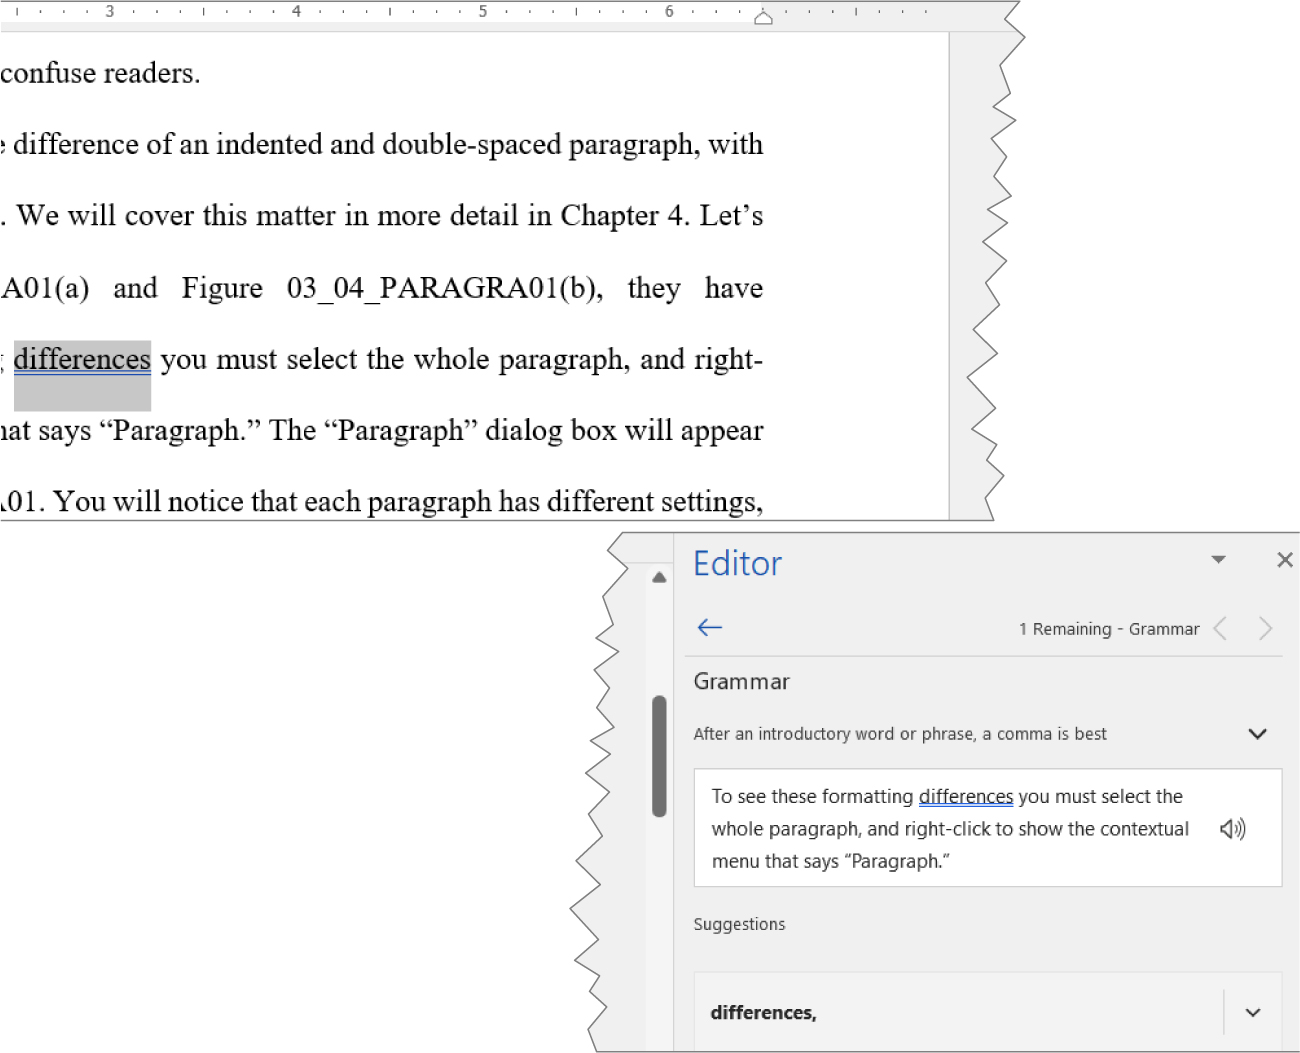 3 4 5 6
confuse readers.
difference of an indented and double-spaced paragraph, with
. We will cover this matter in more detail in Chapter 4. Let’s
A01(a) and Figure 03_04_PARAGRA01(b), they have
differences you must select the whole paragraph, and right-
hat says “Paragraph.” The “Paragraph” dialog box will appear
A01. You will notice that each paragraph has different settings,
Editor
1 Remaining - Grammar
Grammar
After an introductory word or phrase, a comma is best
To see these formatting differences you must select the
whole paragraph, and right-click to show the contextual
menu that says “Paragraph.”
Suggestions
differences,